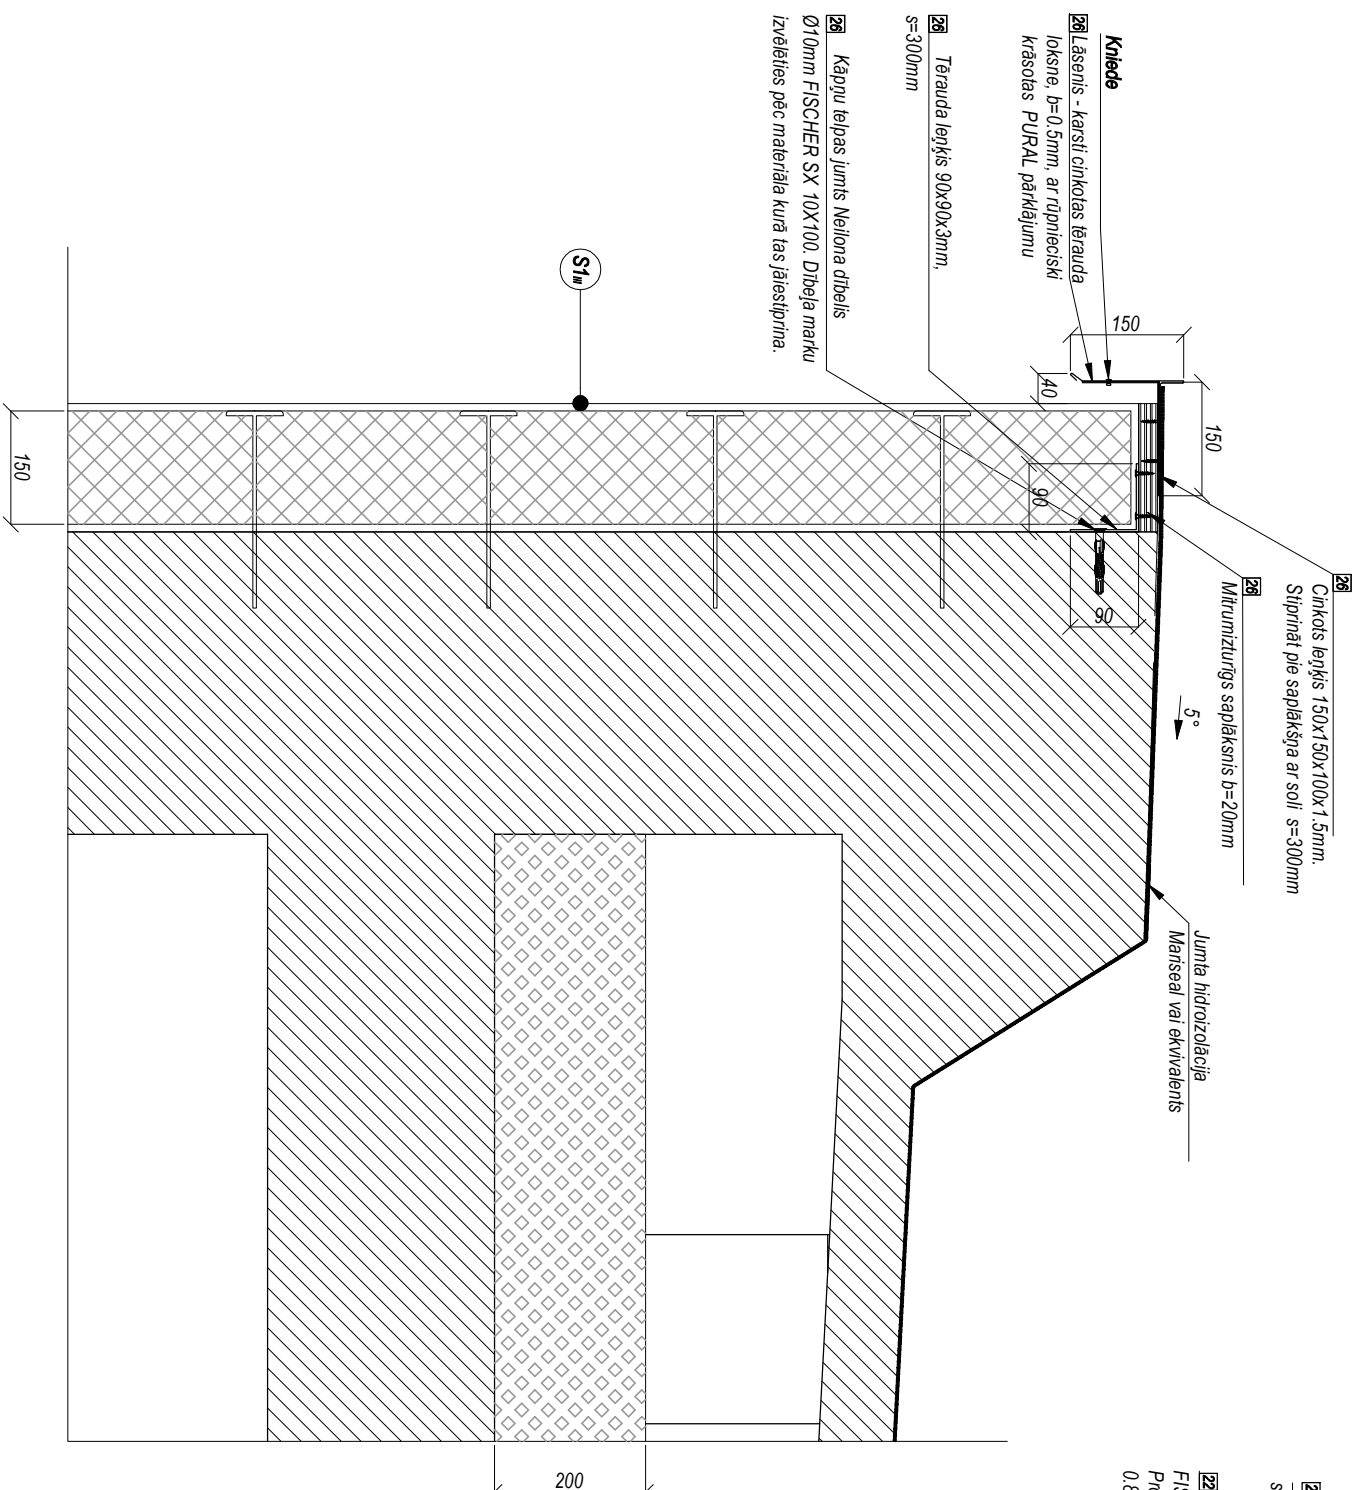 26
Cinkots leņķis 150x150x100x1.5mm.
Stiprināt pie saplākšņa ar soli s=300mm
26
Mitrumizturīgs saplāksnis b=20mm
Jumta hidroizolācija
Mariseal vai ekvivalents
5°
Kniede
26 Lāsenis - karsti cinkotas tērauda
loksne, b=0.5mm, ar rūpnieciski
krāsotas PURAL pārklājumu
26 Tērauda leņķis 90x90x3mm,
s=300mm
26 Kāpņu telpas jumts Neilona dībelis
Ø10mm FISCHER SX 10X100. Dībeļa marku
izvēlēties pēc materiāla kurā tas jāiestiprina.
150
150
40
90
90
S1III
150
200